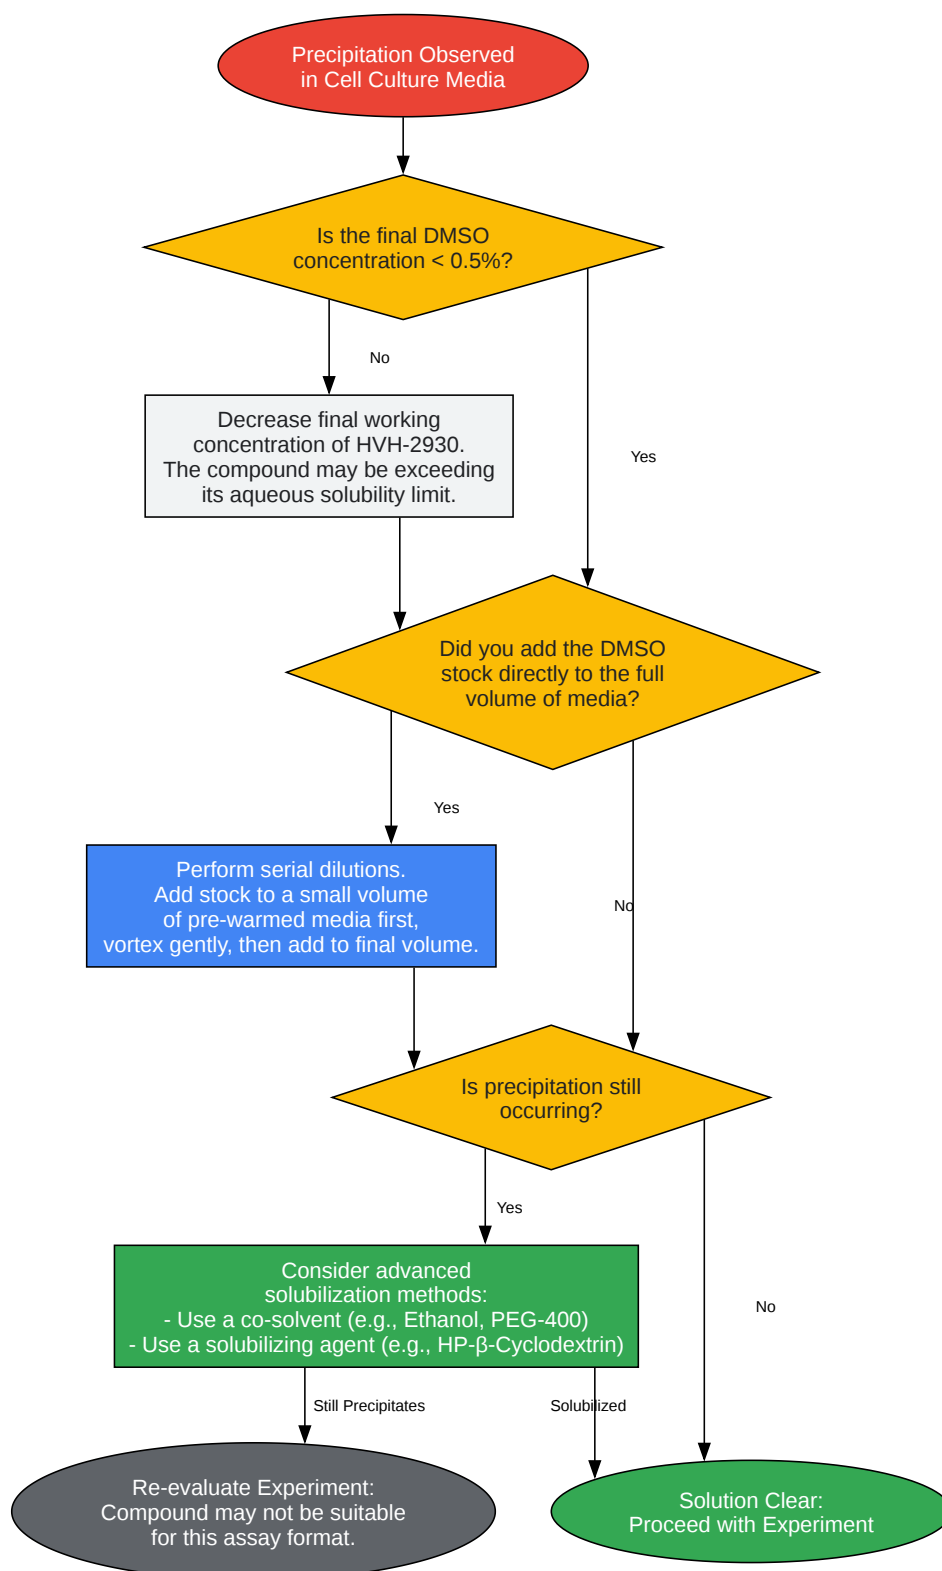 Precipitation Observed
in Cell Culture Media
Is the final DMSO
concentration < 0.5%?
No
Decrease final working
concentration of HVH-2930.
The compound may be exceeding
its aqueous solubility limit.
Yes
Did you add the DMSO
stock directly to the full
volume of media?
Yes
Perform serial dilutions.
Add stock to a small volume
of pre-warmed media first,
vortex gently, then add to final volume.
No
Is precipitation still
occurring?
Yes
Consider advanced
solubilization methods:
- Use a co-solvent (e.g., Ethanol, PEG-400)
- Use a solubilizing agent (e.g., HP-β-Cyclodextrin)
No
Still Precipitates
Solubilized
Re-evaluate Experiment:
Compound may not be suitable
for this assay format.
Solution Clear:
Proceed with Experiment